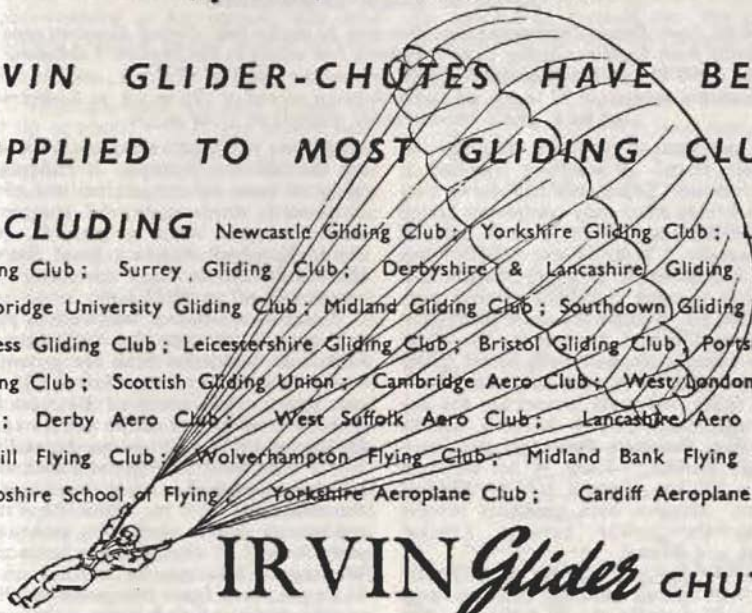 VIN GLIDER-CHUTES HAVE BE
PPLIED TO MOST GLIDING CLU
CLUDING Newcastle Gliding Club; Yorkshire Gliding Club; L
ng Club; Surrey Gliding Club; Derbyshire & Lancashire Gliding
bridge University Gliding Club; Midland Gliding Club; Southdown Gliding
ess Gliding Club; Leicestershire Gliding Club; Bristol Gliding Club; Ports
ng Club; Scottish Gliding Union; Cambridge Aero Club; West London
; Derby Aero Club; West Suffolk Aero Club; Lancashire Aero
ill Flying Club; Wolverhampton Flying Club; Midland Bank Flying
pshire School of Flying; Yorkshire Aeroplane Club; Cardiff Aeroplane
IRVIN Glider CHUT